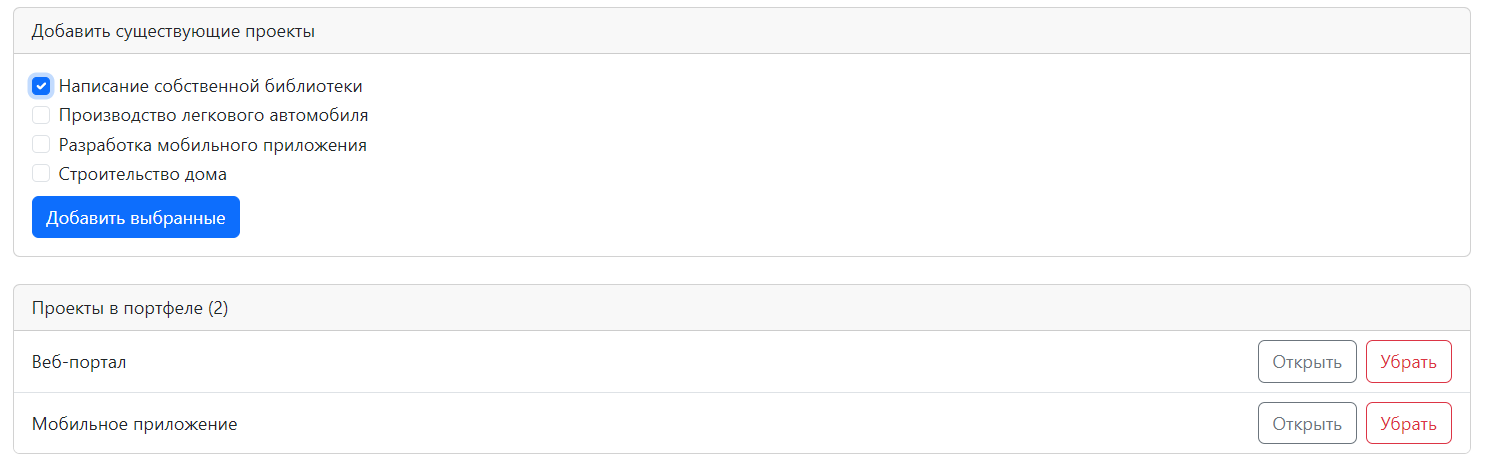 Добавить существующие проекты
Написание собственной библиотеки
Производство легкового автомобиля
Разработка мобильного приложения
Строительство дома
Добавить выбранные
Проекты в портфеле (2)
Веб-портал Открыть Убрать
Мобильное приложение Открыть Убрать